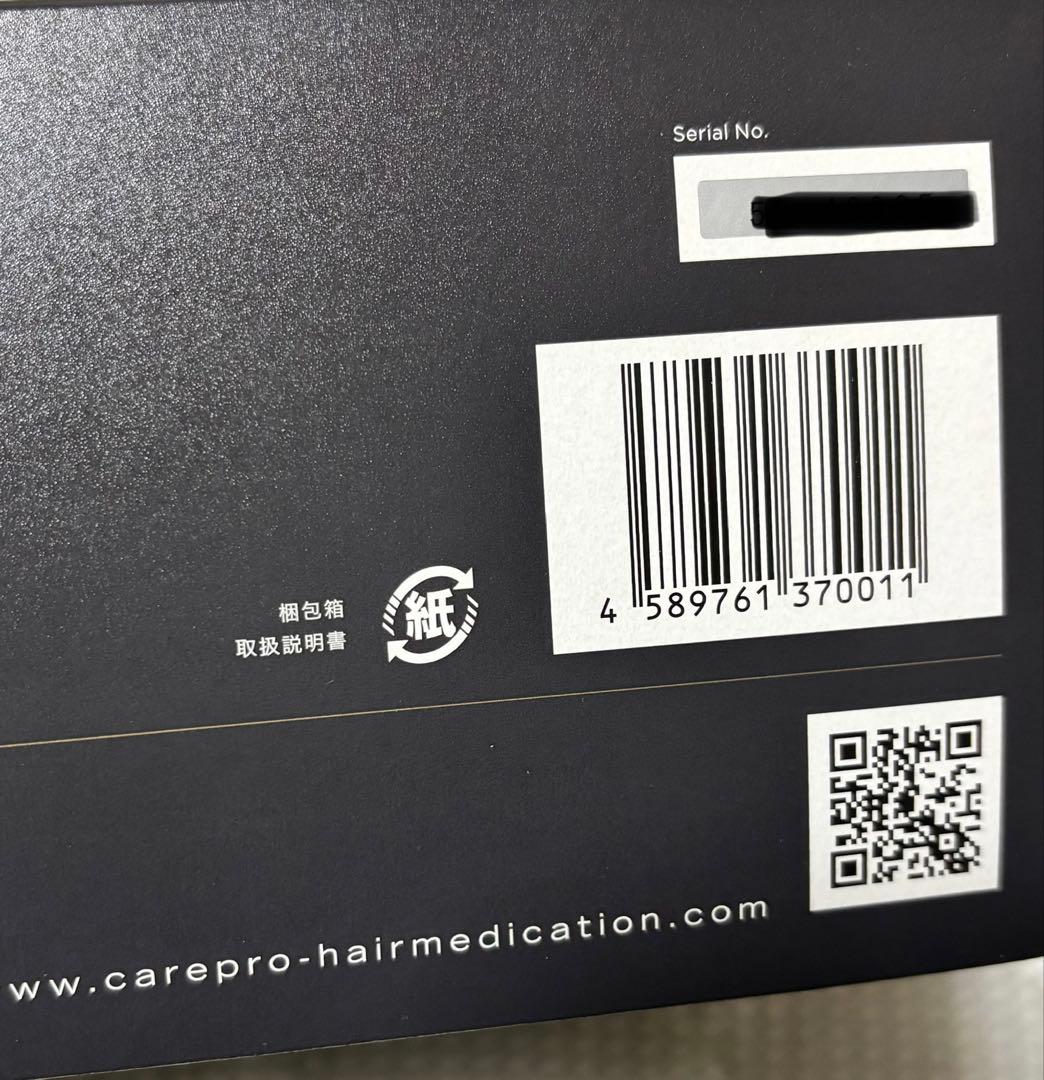 Serial No.
4 589761 370011
梱包箱
取扱説明書
紙
ww.carepro-hairmedication.com